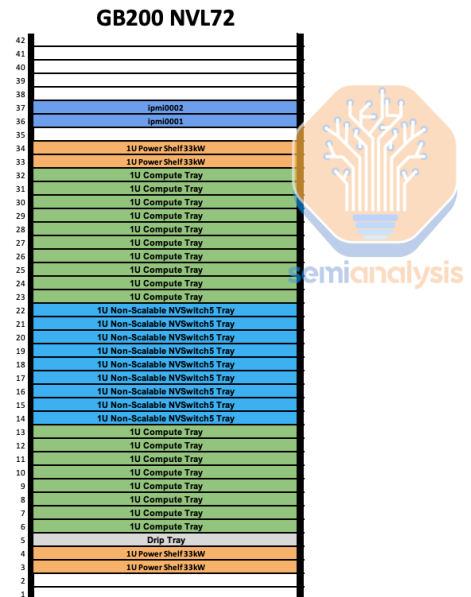 GB200 NVL72
42
41
40
39
38
37 ipmi0002
36 ipmi0001
35
34 1U Power Shelf 33kW
33 1U Power Shelf 33kW
32 1U Compute Tray
31 1U Compute Tray
30 1U Compute Tray
29 1U Compute Tray
28 1U Compute Tray
27 1U Compute Tray
26 1U Compute Tray
25 1U Compute Tray
24 1U Compute Tray
23 1U Compute Tray
22 1U Non-Scalable NVSwitch5 Tray
21 1U Non-Scalable NVSwitch5 Tray
20 1U Non-Scalable NVSwitch5 Tray
19 1U Non-Scalable NVSwitch5 Tray
18 1U Non-Scalable NVSwitch5 Tray
17 1U Non-Scalable NVSwitch5 Tray
16 1U Non-Scalable NVSwitch5 Tray
15 1U Non-Scalable NVSwitch5 Tray
14 1U Non-Scalable NVSwitch5 Tray
13 1U Compute Tray
12 1U Compute Tray
11 1U Compute Tray
10 1U Compute Tray
9 1U Compute Tray
8 1U Compute Tray
7 1U Compute Tray
6 1U Compute Tray
5 Drip Tray
4 1U Power Shelf 33kW
3 1U Power Shelf 33kW
2
1
semianalysis